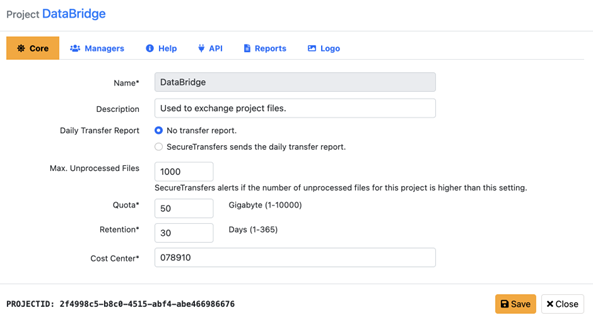 Project DataBridge
Core Managers Help API Reports Logo
Name* DataBridge
Description Used to exchange project files.
Daily Transfer Report No transfer report.
SecureTransfers sends the daily transfer report.
Max. Unprocessed Files 1000
SecureTransfers alerts if the number of unprocessed files for this project is higher than this setting.
Quota* 50 Gigabyte (1-10000)
Retention* 30 Days (1-365)
Cost Center* 078910
PROJECTID: 2f4998c5-b8c0-4515-abf4-abe466986676 Save Close